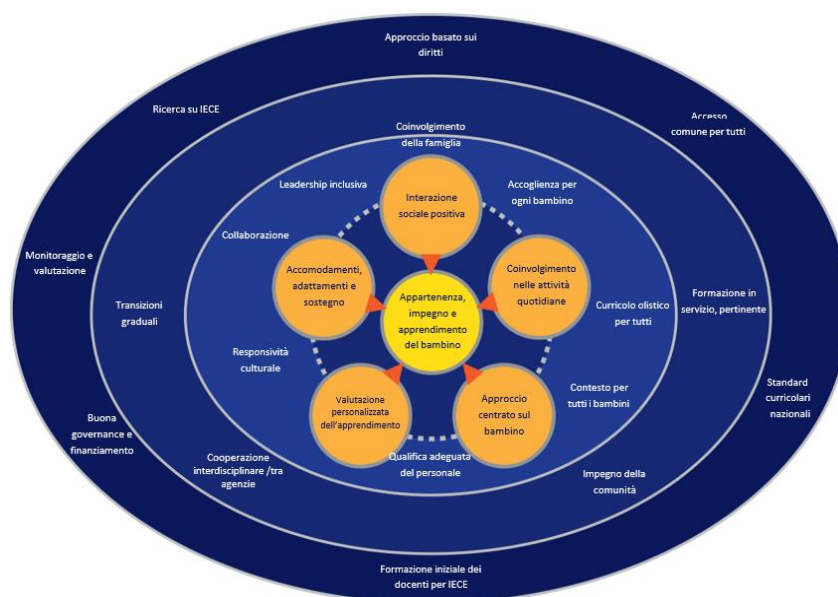 Approccio basato sui
diritti
Ricerca su IECE
Accesso
comune per tutti
Coinvolgimento
della famiglia
Leadership inclusiva
Accoglienza per
ogni bambino
Interazione
sociale positiva
Collaborazione
Monitoraggio e
valutazione
Accomodamenti,
adattamenti e
sostegno
Coinvolgimento
nelle attività
quotidiane
Appartenenza,
impegno e
apprendimento
del bambino
Transizioni
graduali
Curricolo olistico
per tutti
Formazione in
servizio, pertinente
Responsività
culturale
Contesto per
tutti i bambini
Standard
curricolari
nazionali
Valutazione
personalizzata
dell'apprendimento
Approccio
centrato sul
bambino
Buona
governance e
finanziamento
Qualifica adeguata
del personale
Cooperazione
interdisciplinare /tra
agenzie
Impegno della
comunità
Formazione iniziale dei
docenti per IECE